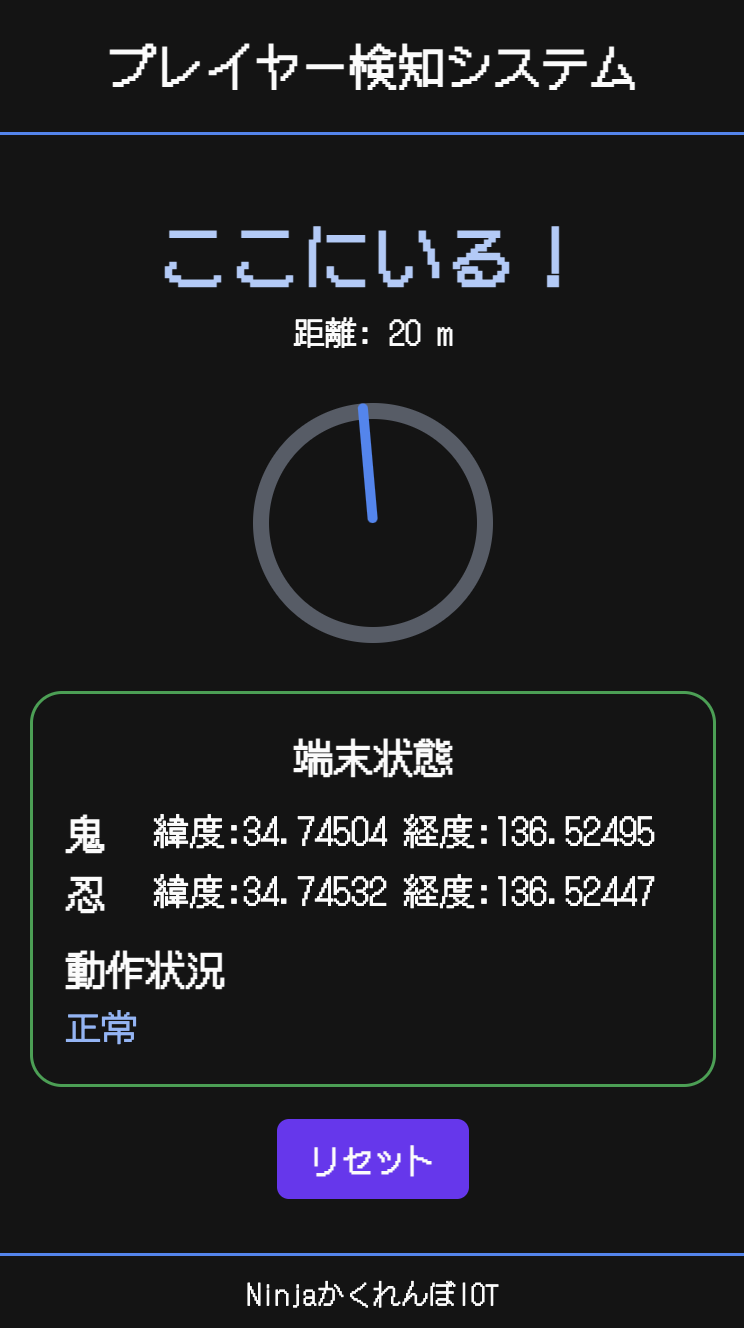 プレイヤー検知システム
ここにいる！
距離: 20 m
端末状態
鬼 緯度:34.74504 経度:136.52495
忍 緯度:34.74532 経度:136.52447
動作状況
正常
リセット
NinjaかくれんぼIOT